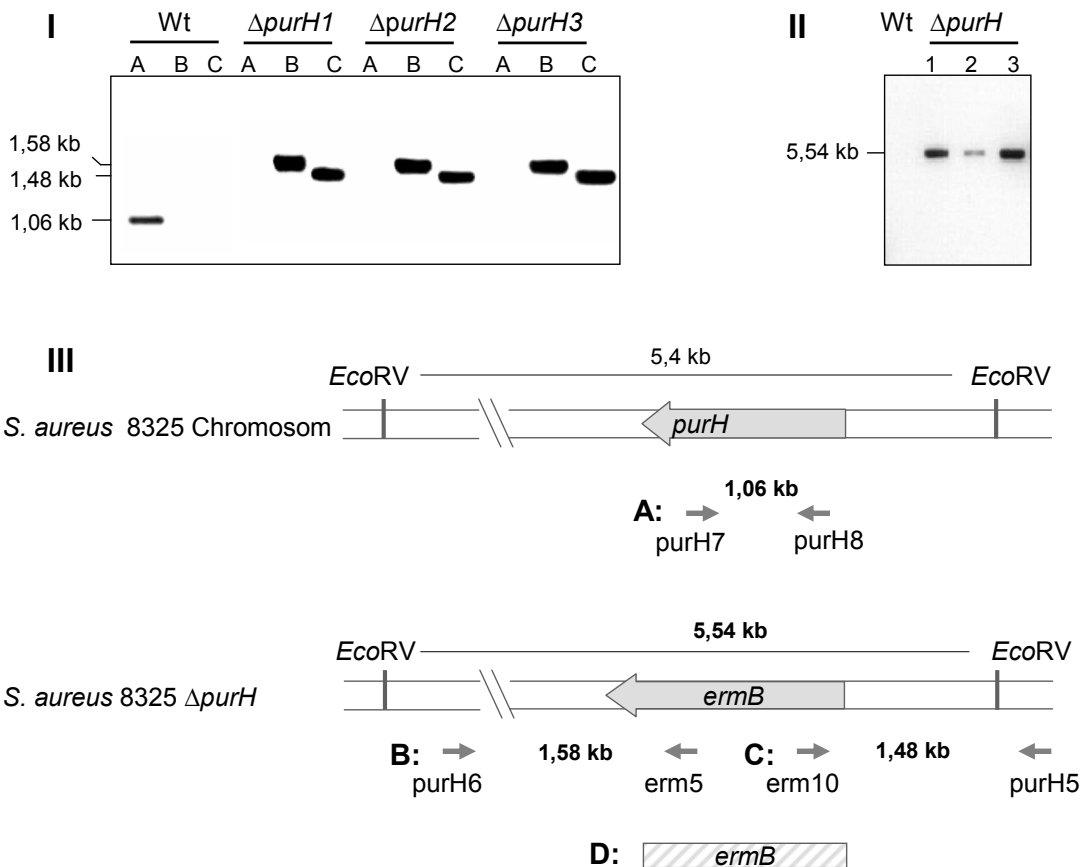 I
Wt ΔpurH1 ΔpurH2 ΔpurH3
A B C A B C A B C A B C
1,58 kb
1,48 kb
1,06 kb
II
Wt ΔpurH
1 2 3
5,54 kb
III
5,4 kb
EcoRV EcoRV
S. aureus 8325 Chromosom
purH
1,06 kb
A:
purH7 purH8
5,54 kb
EcoRV EcoRV
S. aureus 8325 ΔpurH
ermB
B: 1,58 kb C: 1,48 kb
purH6 erm5 erm10 purH5
D: ermB